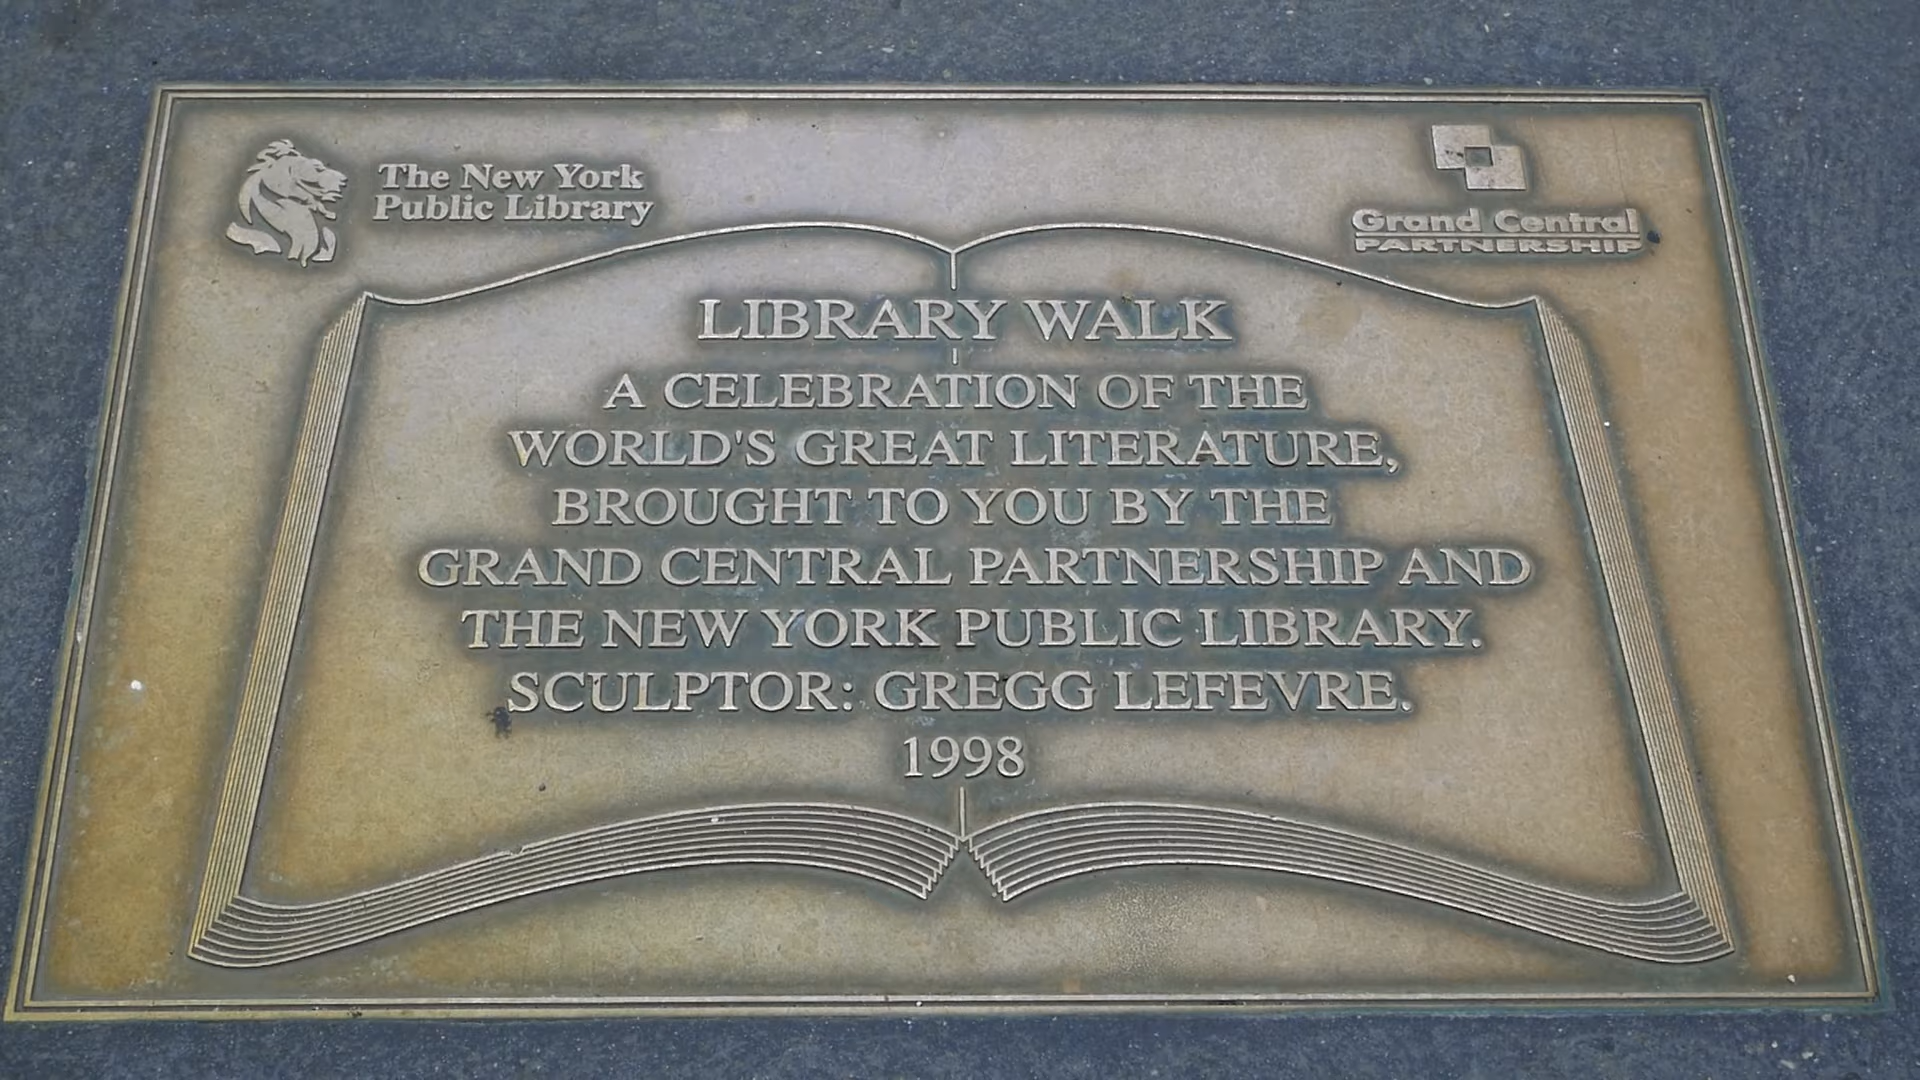 The New York
Public Library
Grand Central
PARTNERSHIP
LIBRARY WALK
A CELEBRATION OF THE
WORLD'S GREAT LITERATURE,
BROUGHT TO YOU BY THE
GRAND CENTRAL PARTNERSHIP AND
THE NEW YORK PUBLIC LIBRARY.
SCULPTOR: GREGG LEFEVRE.
1998